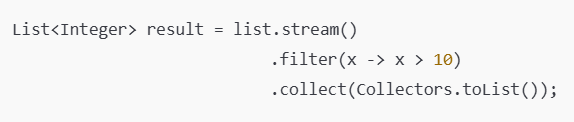 List<Integer> result = list.stream()
.filter(x -> x > 10)
.collect(Collectors.toList());